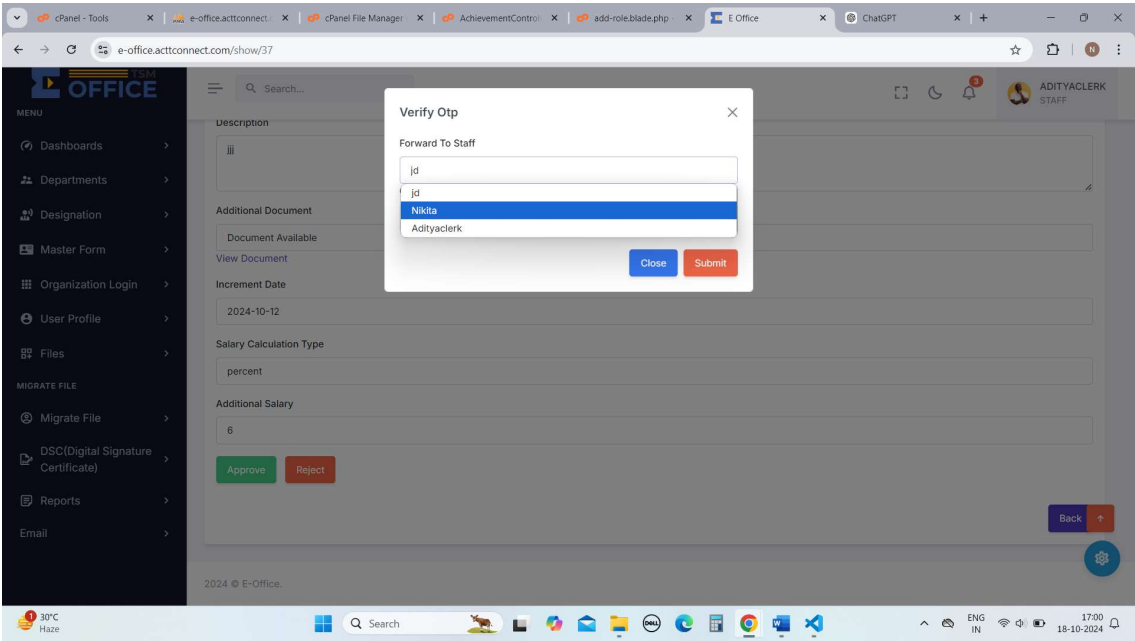 cPanel - Tools
e-office.acttconnect.c
cPanel File Manager
AchievementControl
add-role.blade.php -
E Office
ChatGPT
e-office.acttconnect.com/show/37
N
TSM
OFFICE
Search...
3
ADITYACLERK
STAFF
MENU
Dashboards
Departments
Designation
Master Form
Organization Login
User Profile
Files
MIGRATE FILE
Migrate File
DSC(Digital Signature
Certificate)
Reports
Email
Verify Otp
Forward To Staff
jd
jd
Nikita
Adityaclerk
Close
Submit
Description
jjj
Additional Document
Document Available
View Document
Increment Date
2024-10-12
Salary Calculation Type
percent
Additional Salary
6
Approve
Reject
Back
2024 © E-Office.
1
30°C
Haze
Search
DELL
ENG
IN
17:00
18-10-2024